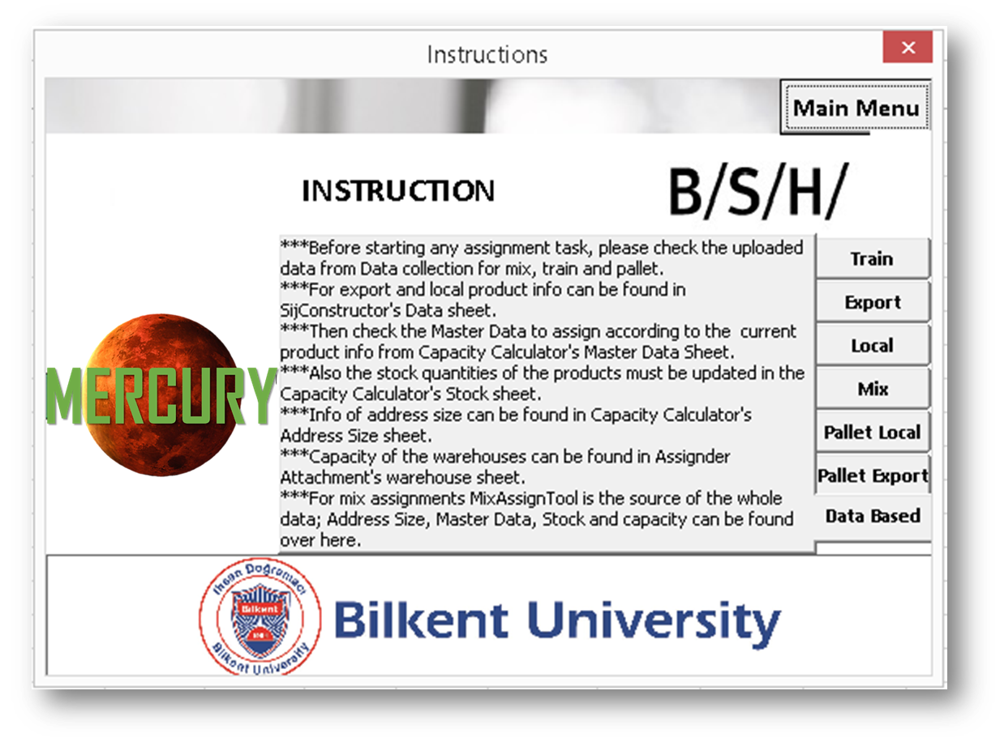 Instructions
Main Menu
INSTRUCTION
B/S/H/
***Before starting any assignment task, please check the uploaded
data from Data collection for mix, train and pallet.
***For export and local product info can be found in
SijConstructor's Data sheet.
***Then check the Master Data to assign according to the  current
product info from Capacity Calculator's Master Data Sheet.
***Also the stock quantities of the products must be updated in the
Capacity Calculator's Stock sheet.
***Info of address size can be found in Capacity Calculator's
Address Size sheet.
***Capacity of the warehouses can be found in Assignder
Attachment's warehouse sheet.
***For mix assignments MixAssignTool is the source of the whole
data; Address Size, Master Data, Stock and capacity can be found
over here.
Train
Export
Local
Mix
Pallet Local
Pallet Export
Data Based
MERCURY
İhsan Doğramacı
Bilkent
Bilkent University
Bilkent University